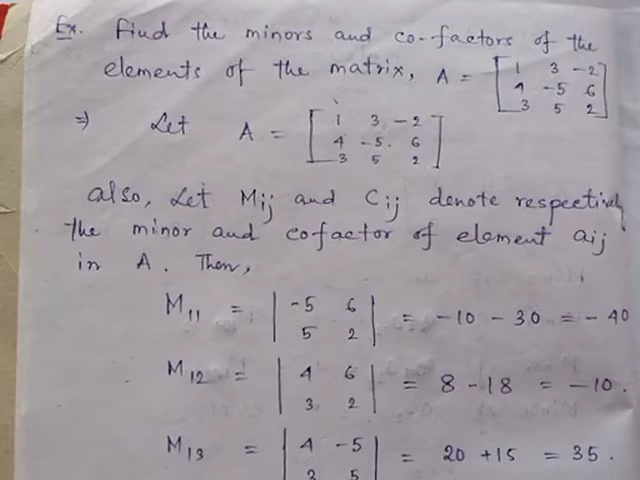 Ex. Find the minors and co-factors of the
elements of the matrix, A = [1 3 -2
4 -5 6
3 5 2]
⇒ Let A = [1 3 -2
4 -5 6
3 5 2]
also, Let Mij and Cij denote respectively
the minor and cofactor of element aij
in A. Then,
M11 = |-5 6
5 2| = -10 - 30 = -40
M12 = |4 6
3 2| = 8 - 18 = -10.
M13 = |4 -5
3 5| = 20 + 15 = 35.